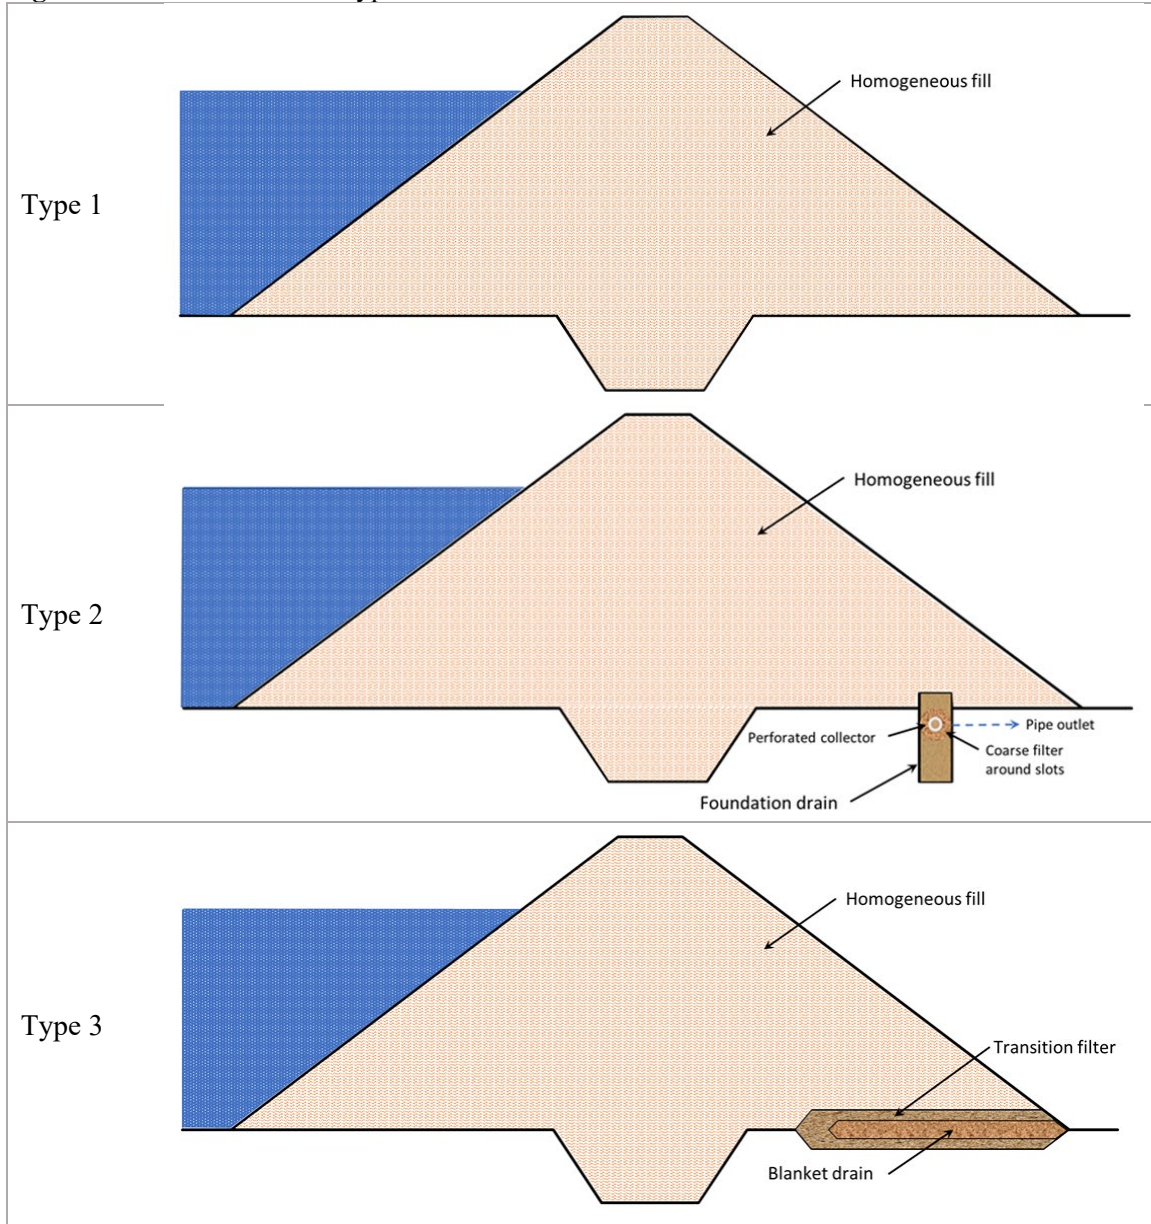 Type 1
Homogeneous fill
Type 2
Homogeneous fill
Perforated collector
Pipe outlet
Coarse filter
around slots
Foundation drain
Type 3
Homogeneous fill
Transition filter
Blanket drain